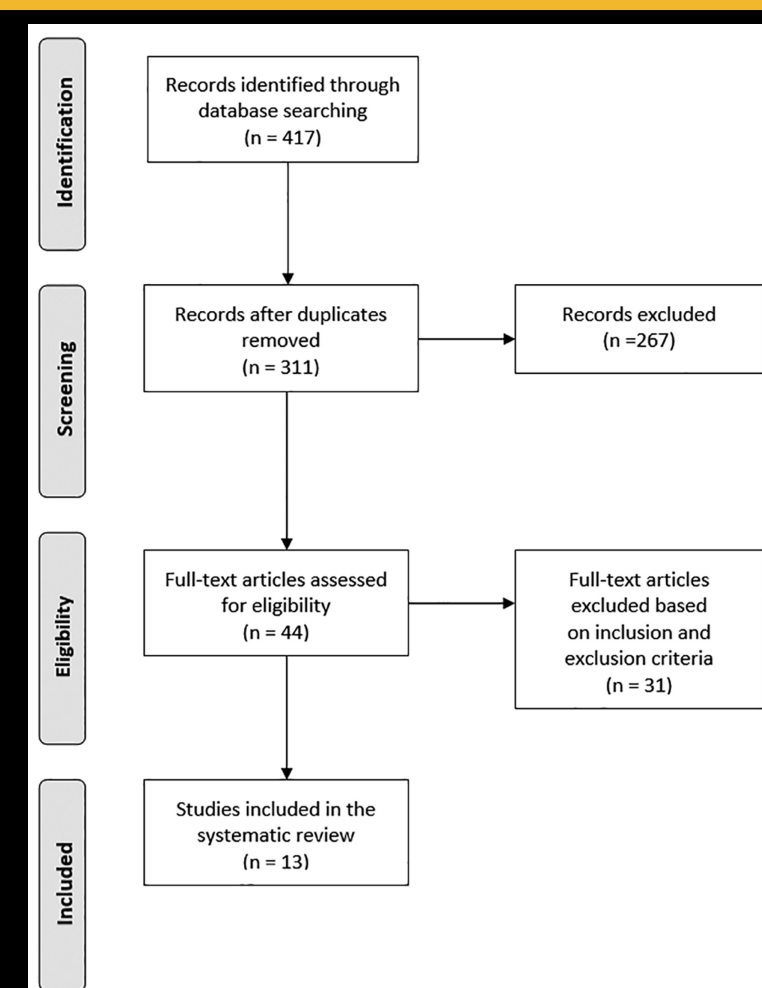 Identification
Records identified through
database searching
(n = 417)
Screening
Records after duplicates
removed
(n = 311)
Records excluded
(n =267)
Eligibility
Full-text articles assessed
for eligibility
(n = 44)
Full-text articles
excluded based
on inclusion and
exclusion criteria
(n = 31)
Included
Studies included in the
systematic review
(n = 13)